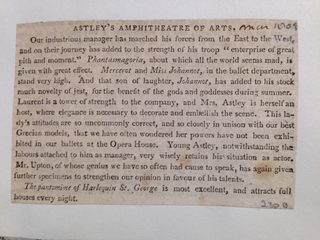 ASTLEY'S AMPHITHEATRE OF ARTS. 1809
Our industrious manager has marched his forces from the East to the West,
and on their journey has added to the strength of his troop "enterprise of great
pith and moment." Phantasmagoria, about which all the world seems mad, is
given with great effect. Mercerot and Miss Johannot, in the ballet department,
stand very high. And that son of laughter, Johannot, has added to his stock
much novelty of jest, for the benefit of the gods and goddesses during summer.
Laurent is a tower of strength to the company, and Mrs. Astley is herself an
host, where elegance is necessary to decorate and embellish the scene. This la-
dy's attitudes are so uncommonly correct, and so closely in unison with our best
Grecian models, that we have often wondered her powers have not been exhi-
bited in our ballets at the Opera House. Young Astley, notwithstanding the
labours attached to him as manager, very wisely retains his situation as actor.
Mr. Upton, of whose genius we have so often had cause to speak, has again given
further specimens to strengthen our opinion in favour of his talents.
The pantomime of Harlequin St. George is most excellent, and attracts full
houses every night.